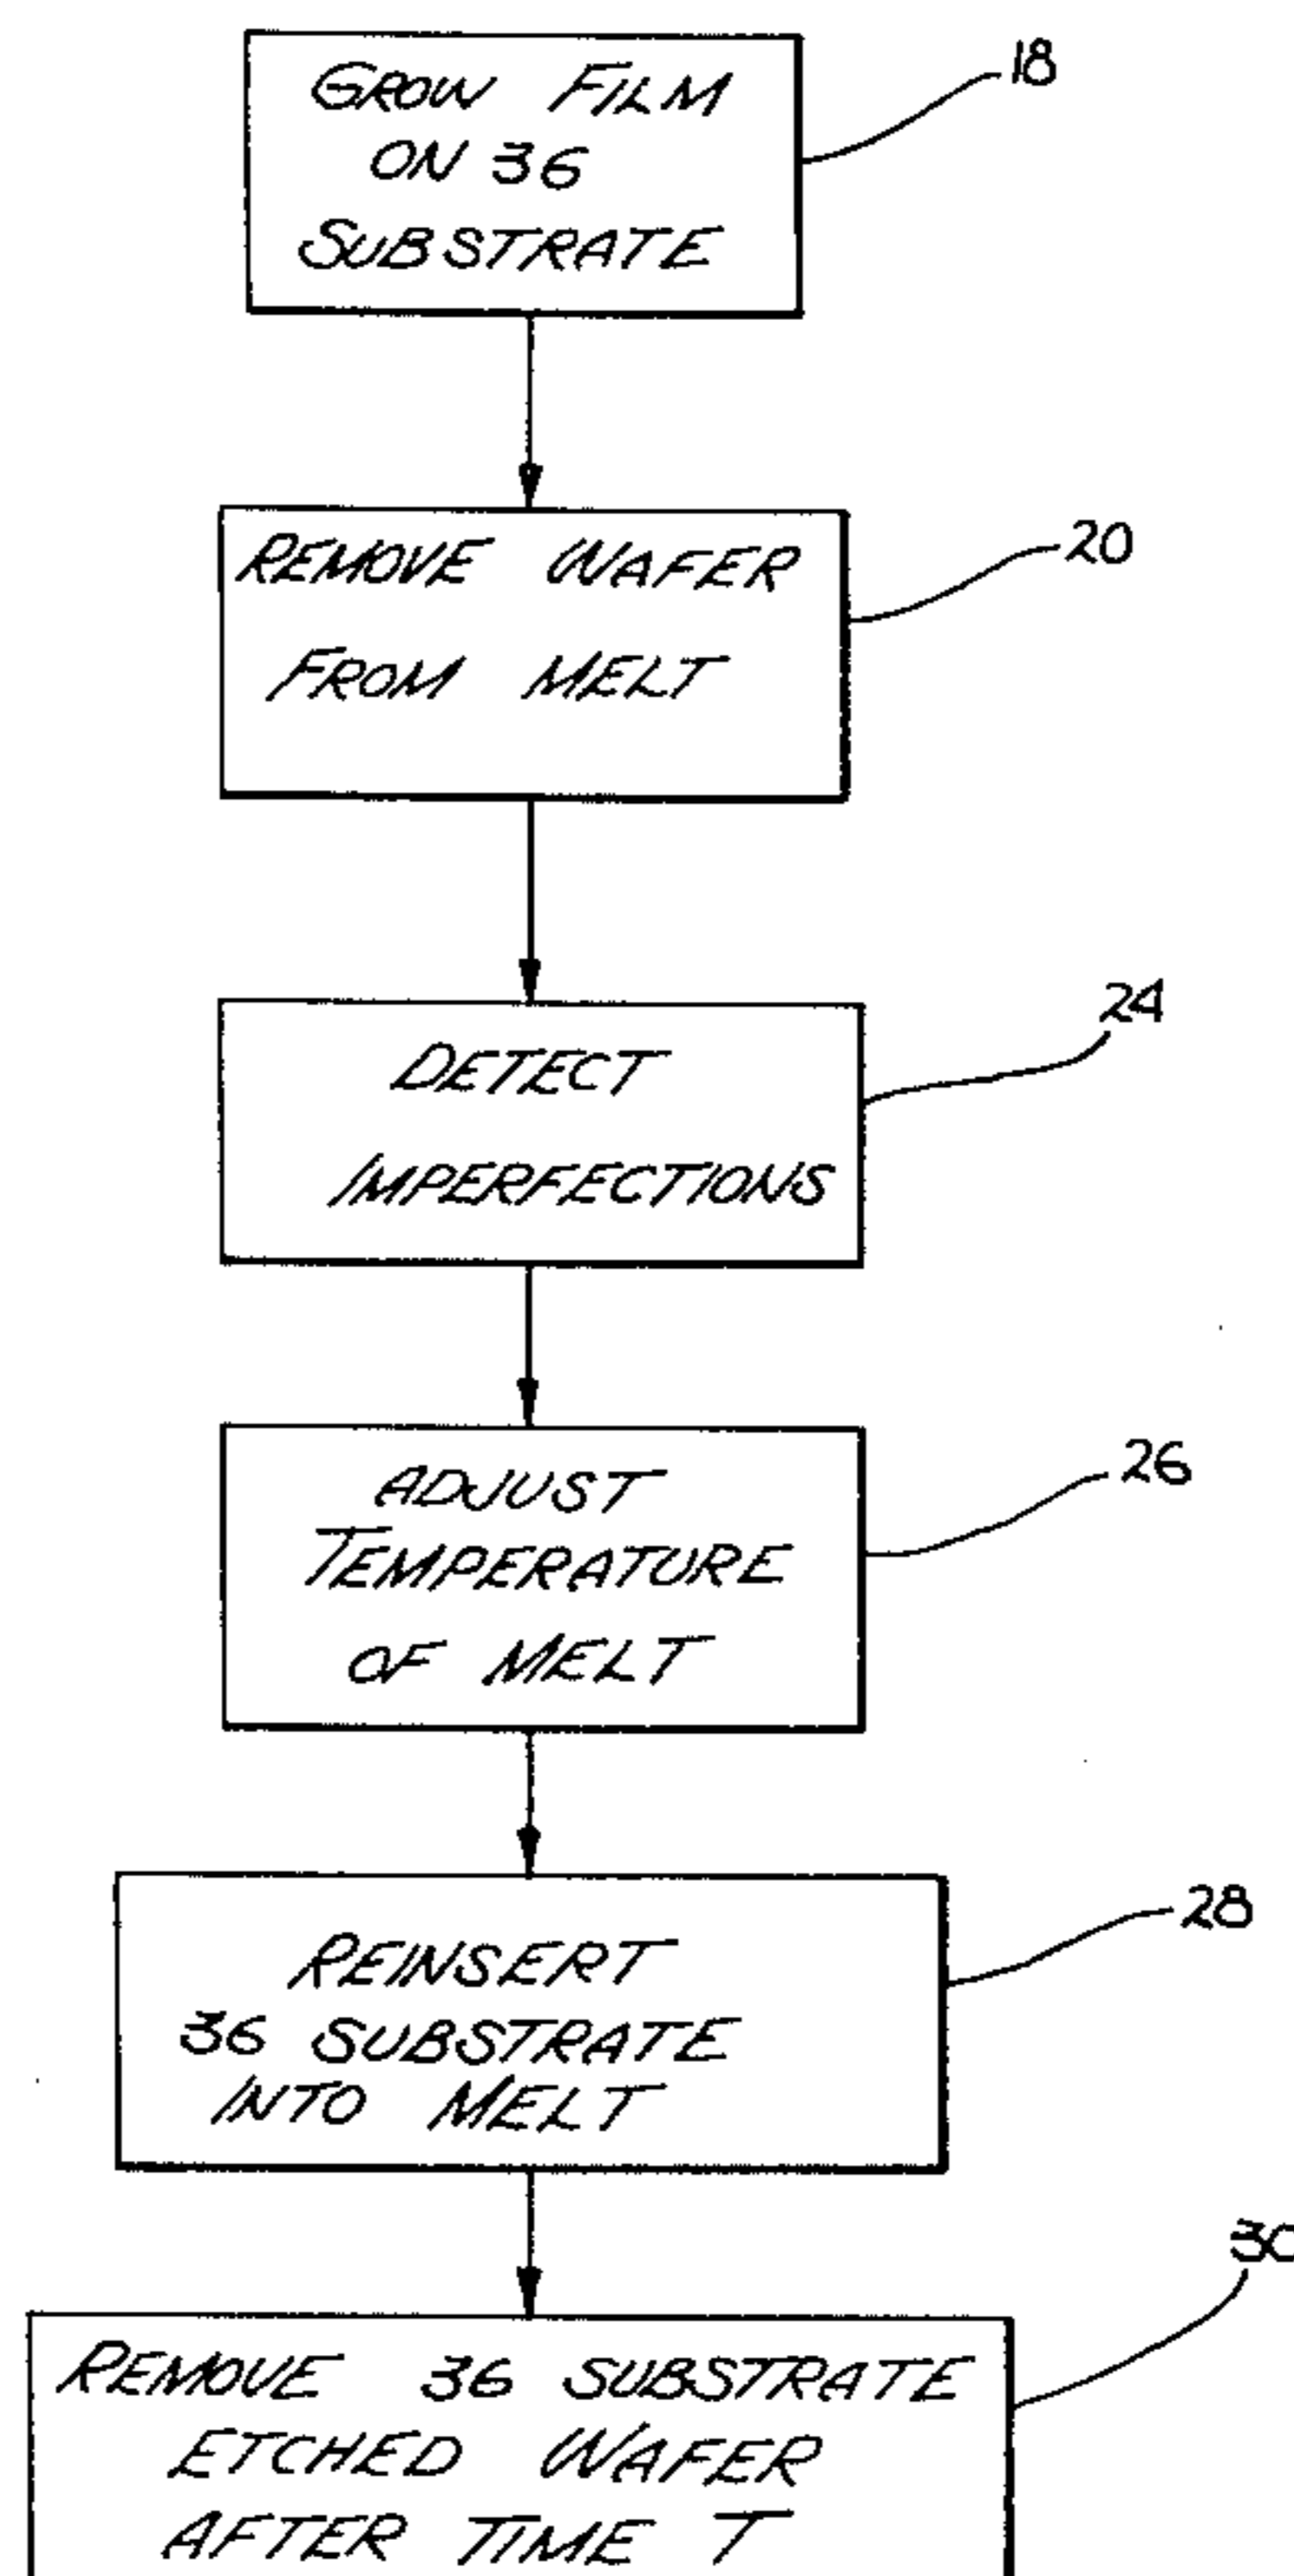 GROW FILM
ON 36
SUBSTRATE
18
REMOVE WAFER
FROM MELT
20
DETECT
IMPERFECTIONS
24
ADJUST
TEMPERATURE
OF MELT
26
REINSERT
36 SUBSTRATE
INTO MELT
28
REMOVE 36 SUBSTRATE
ETCHED WAFER
AFTER TIME T
30